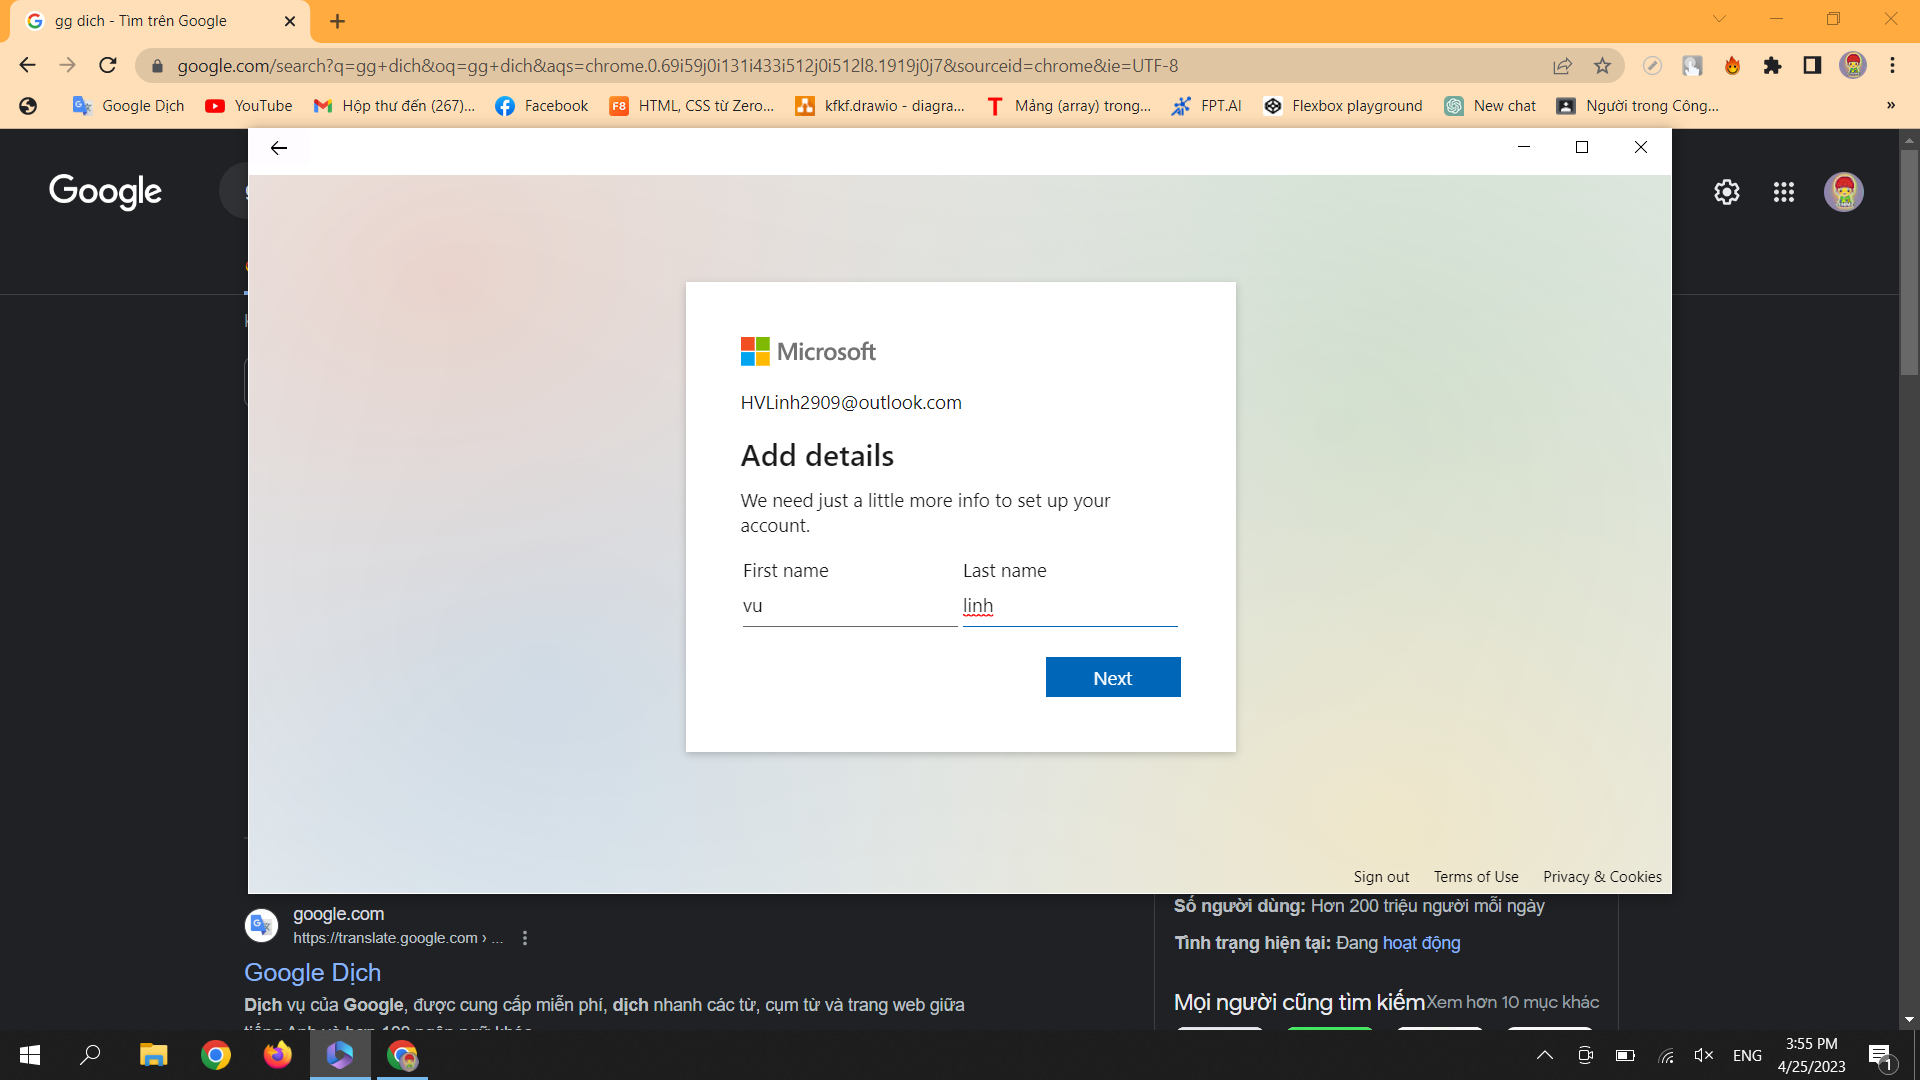 gg dich - Tìm trên Google
google.com/search?q=gg+dich&oq=gg+dich&aqs=chrome.0.69i59j0i131i433i512j0i512l8.1919j0j7&sourceid=chrome&ie=UTF-8
Google Dịch YouTube Hộp thư đến (267)... Facebook F8 HTML, CSS từ Zero... kfkf.drawio - diagra... Mảng (array) trong... FPT.AI Flexbox playground New chat Người trong Công... »
Google
Microsoft
HVLinh2909@outlook.com
Add details
We need just a little more info to set up your
account.
First name Last name
vu linh
Next
Sign out Terms of Use Privacy & Cookies
google.com
https://translate.google.com › ...
Google Dịch
Dịch vụ của Google, được cung cấp miễn phí, dịch nhanh các từ, cụm từ và trang web giữa
Số người dùng: Hơn 200 triệu người mỗi ngày
Tình trạng hiện tại: Đang hoạt động
Mọi người cũng tìm kiếm Xem hơn 10 mục khác
ENG
3:55 PM
4/25/2023
1